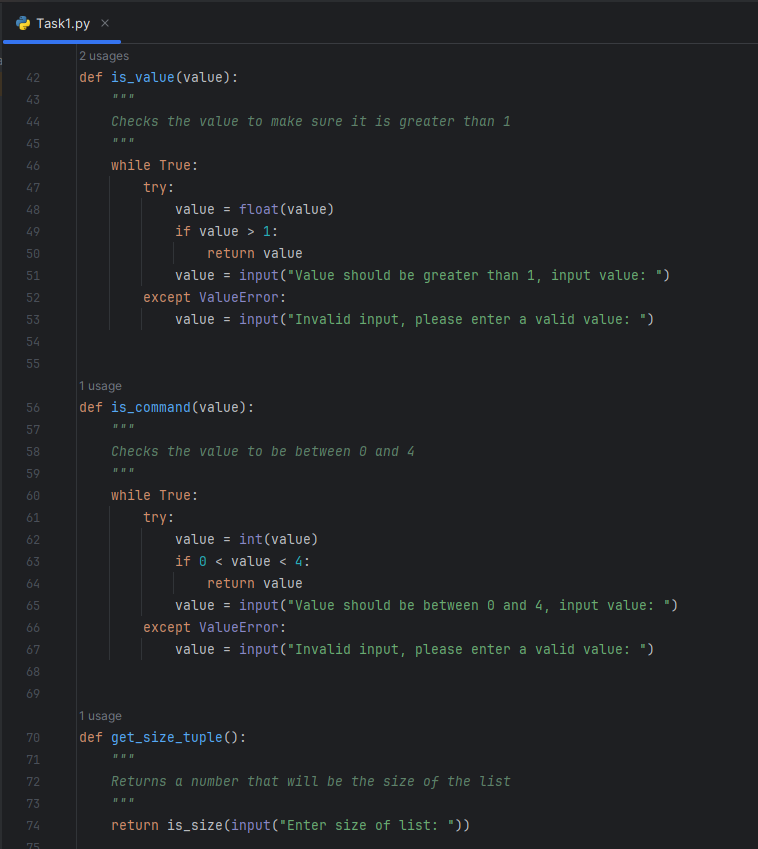 Task1.py ×
2 usages
42 def is_value(value):
43 """
44 Checks the value to make sure it is greater than 1
45 """
46 while True:
47 try:
48 value = float(value)
49 if value > 1:
50 return value
51 value = input("Value should be greater than 1, input value: ")
52 except ValueError:
53 value = input("Invalid input, please enter a valid value: ")
54
55
1 usage
56 def is_command(value):
57 """
58 Checks the value to be between 0 and 4
59 """
60 while True:
61 try:
62 value = int(value)
63 if 0 < value < 4:
64 return value
65 value = input("Value should be between 0 and 4, input value: ")
66 except ValueError:
67 value = input("Invalid input, please enter a valid value: ")
68
69
1 usage
70 def get_size_tuple():
71 """
72 Returns a number that will be the size of the list
73 """
74 return is_size(input("Enter size of list: "))
75